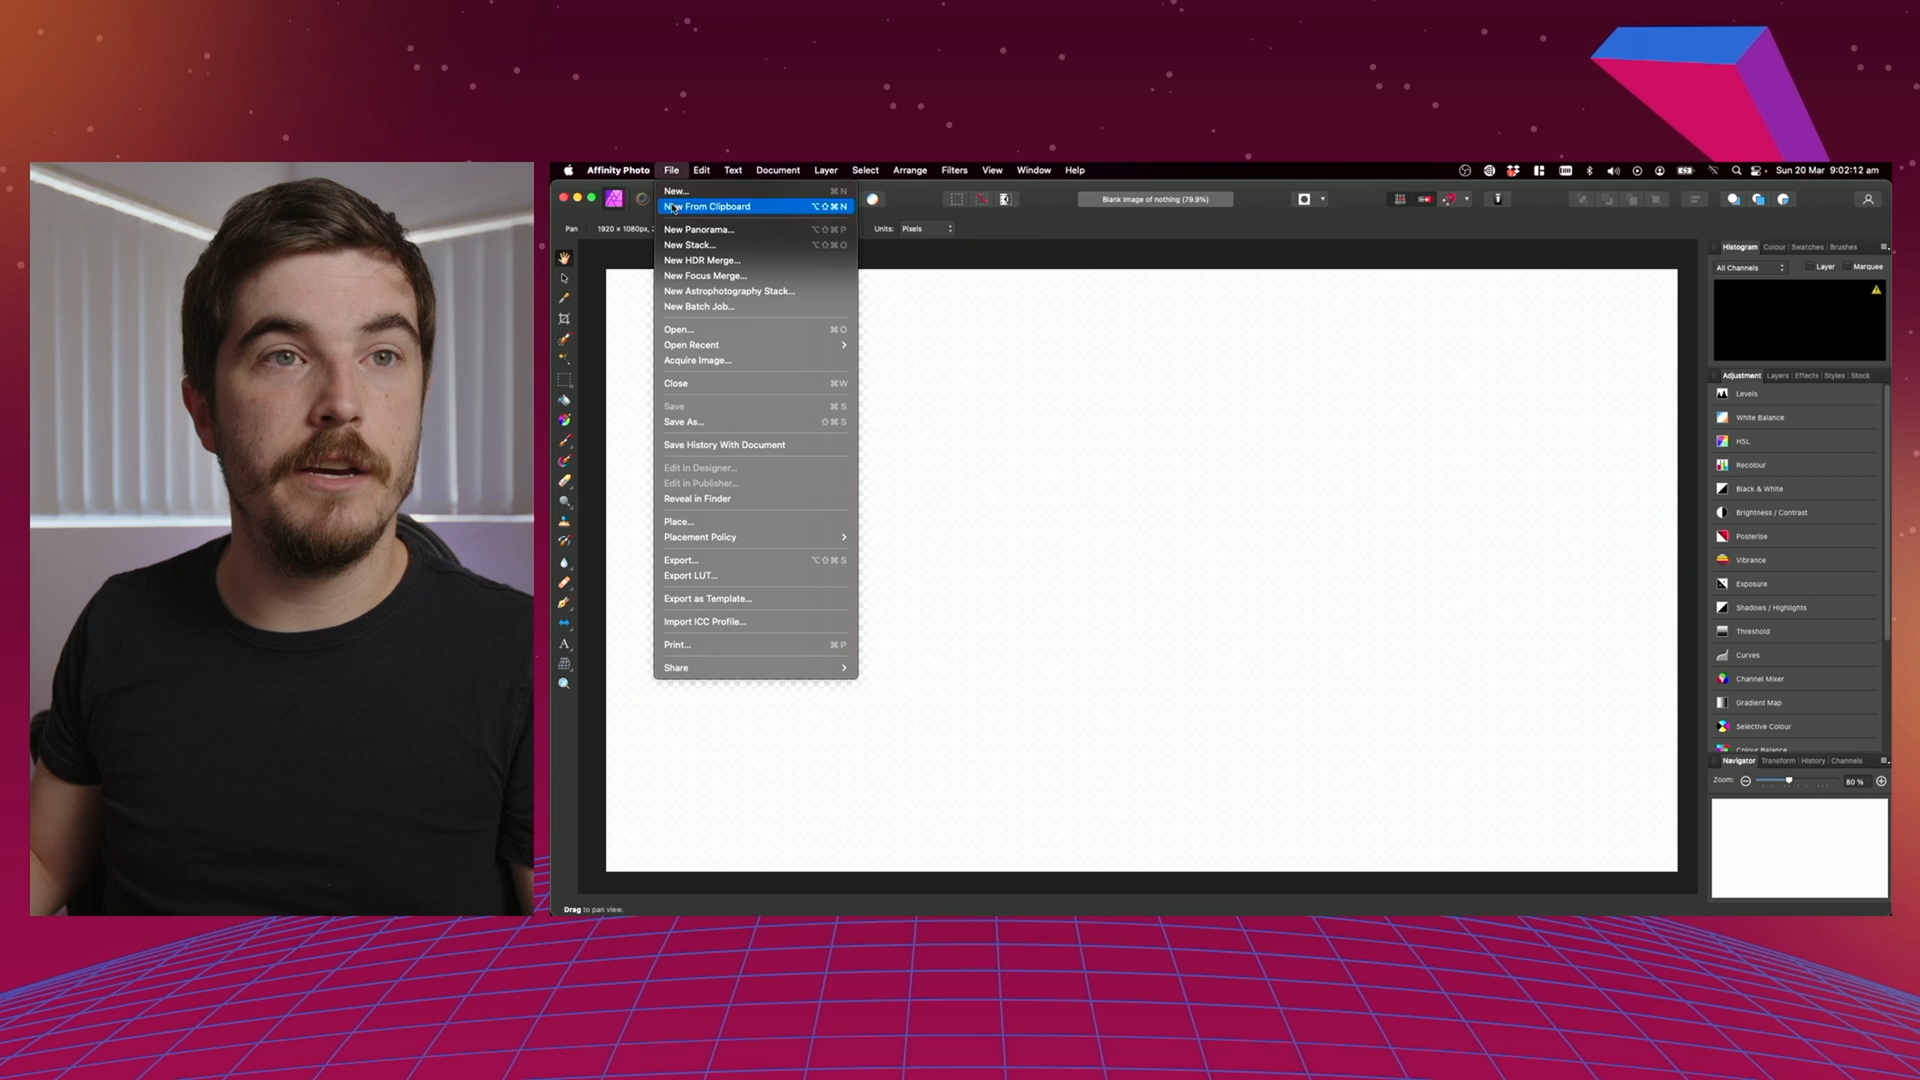 Affinity Photo File Edit Text Document Layer Select Arrange Filters View Window Help Sun 20 Mar 9:02:12 am
New... ⌘ N
New From Clipboard ⌥⇧⌘ N
New Panorama... ⌥⇧⌘ P
New Stack... ⌥⇧⌘ O
New HDR Merge...
New Focus Merge...
New Astrophotography Stack...
New Batch Job...
Open... ⌘ O
Open Recent
Acquire Image...
Close ⌘W
Save ⌘ S
Save As... ⇧⌘ S
Save History With Document
Edit In Designer...
Edit in Publisher...
Reveal in Finder
Place...
Placement Policy
Export... ⌥⇧⌘ S
Export LUT...
Export as Template...
Import ICC Profile...
Print... ⌘ P
Share
Blank image of nothing (79.9%)
Pan 1920 × 1080px, 2 Units: Pixels
Histogram Colour Swatches Brushes
All Channels Layer Marquee
Adjustment Layers Effects Styles Stock
Levels
White Balance
HSL
Recolour
Black & White
Brightness / Contrast
Posterise
Vibrance
Exposure
Shadows / Highlights
Threshold
Curves
Channel Mixer
Gradient Map
Selective Colour
Colour Balance
Navigator Transform History Channels
Zoom: 80 %
Drag to pan view.